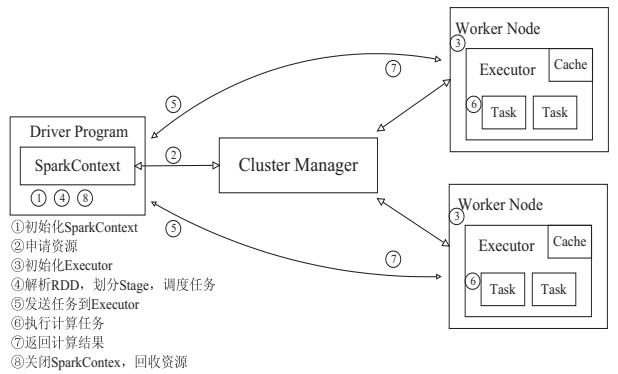 Worker Node
③
Executor
Cache
⑦
⑥
Task
Task
⑤
Driver Program
SparkContext
②
Cluster Manager
① ④ ⑧
Worker Node
③
Executor
Cache
⑤
⑦
⑥
Task
Task
①初始化SparkContext
②申请资源
③初始化Executor
④解析RDD，划分Stage，调度任务
⑤发送任务到Executor
⑥执行计算任务
⑦返回计算结果
⑧关闭SparkContex，回收资源